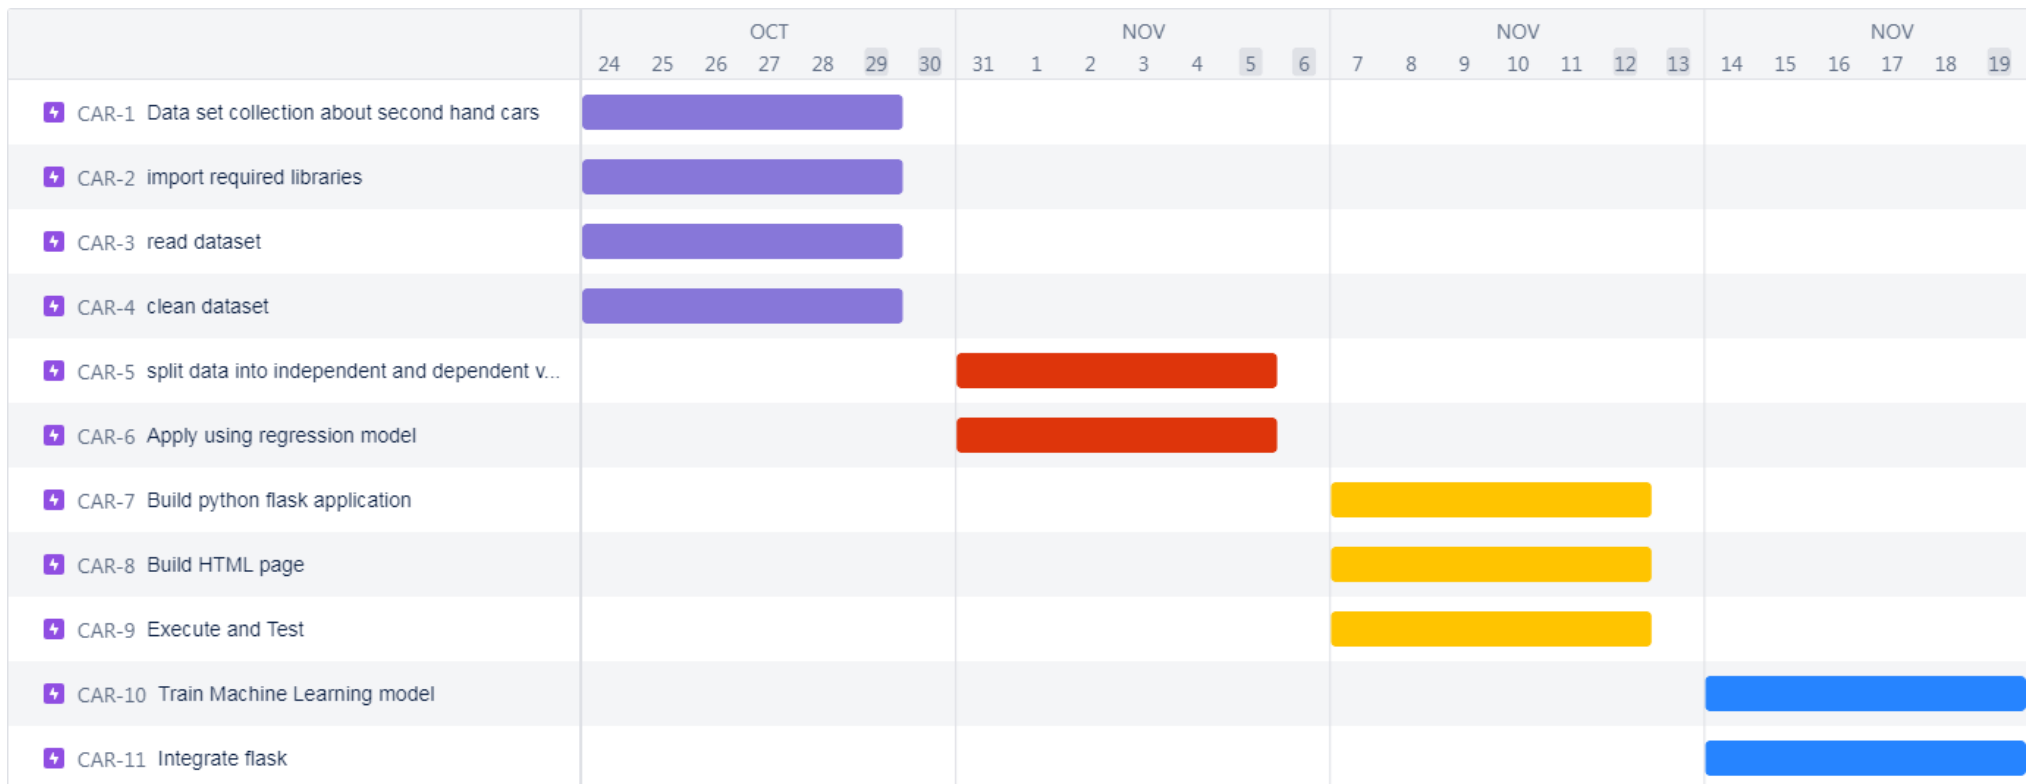 OCT NOV NOV NOV
24 25 26 27 28 29 30 31 1 2 3 4 5 6 7 8 9 10 11 12 13 14 15 16 17 18 19
CAR-1 Data set collection about second hand cars
CAR-2 import required libraries
CAR-3 read dataset
CAR-4 clean dataset
CAR-5 split data into independent and dependent v...
CAR-6 Apply using regression model
CAR-7 Build python flask application
CAR-8 Build HTML page
CAR-9 Execute and Test
CAR-10 Train Machine Learning model
CAR-11 Integrate flask